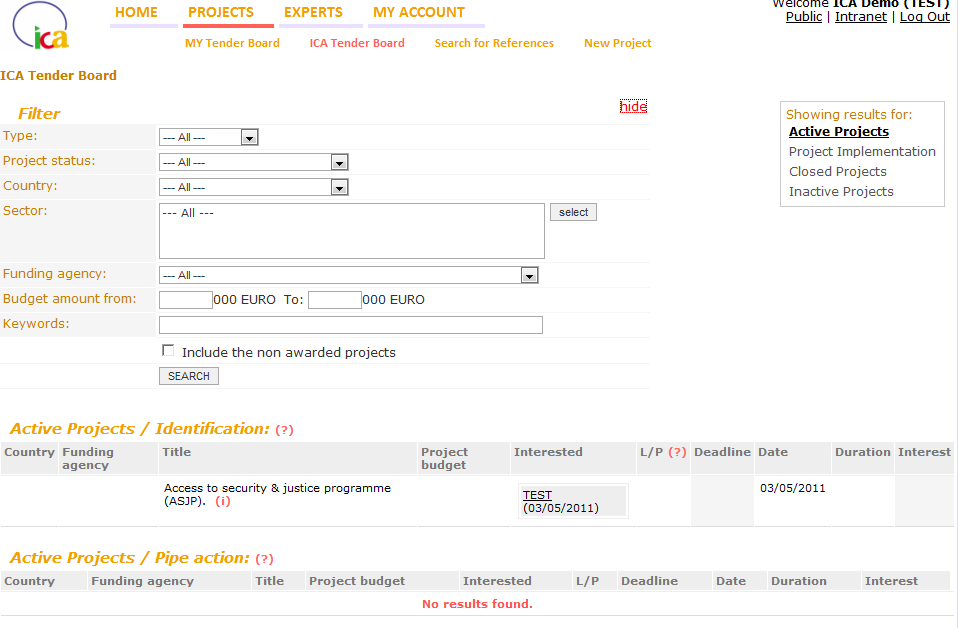 Welcome ICA Demo (TEST)
Public | Intranet | Log Out
ica
HOME PROJECTS EXPERTS MY ACCOUNT
MY Tender Board ICA Tender Board Search for References New Project
ICA Tender Board
Filter hide
Type: --- All ---
Project status: --- All ---
Country: --- All ---
Sector: --- All --- select
Funding agency: --- All ---
Budget amount from: 000 EURO To: 000 EURO
Keywords:
Include the non awarded projects
SEARCH
Showing results for:
Active Projects
Project Implementation
Closed Projects
Inactive Projects
Active Projects / Identification: (?)
Country Funding agency Title Project budget Interested L/P (?) Deadline Date Duration Interest
Access to security & justice programme
(ASJP). (i)
TEST
(03/05/2011)
03/05/2011
Active Projects / Pipe action: (?)
Country Funding agency Title Project budget Interested L/P Deadline Date Duration Interest
No results found.